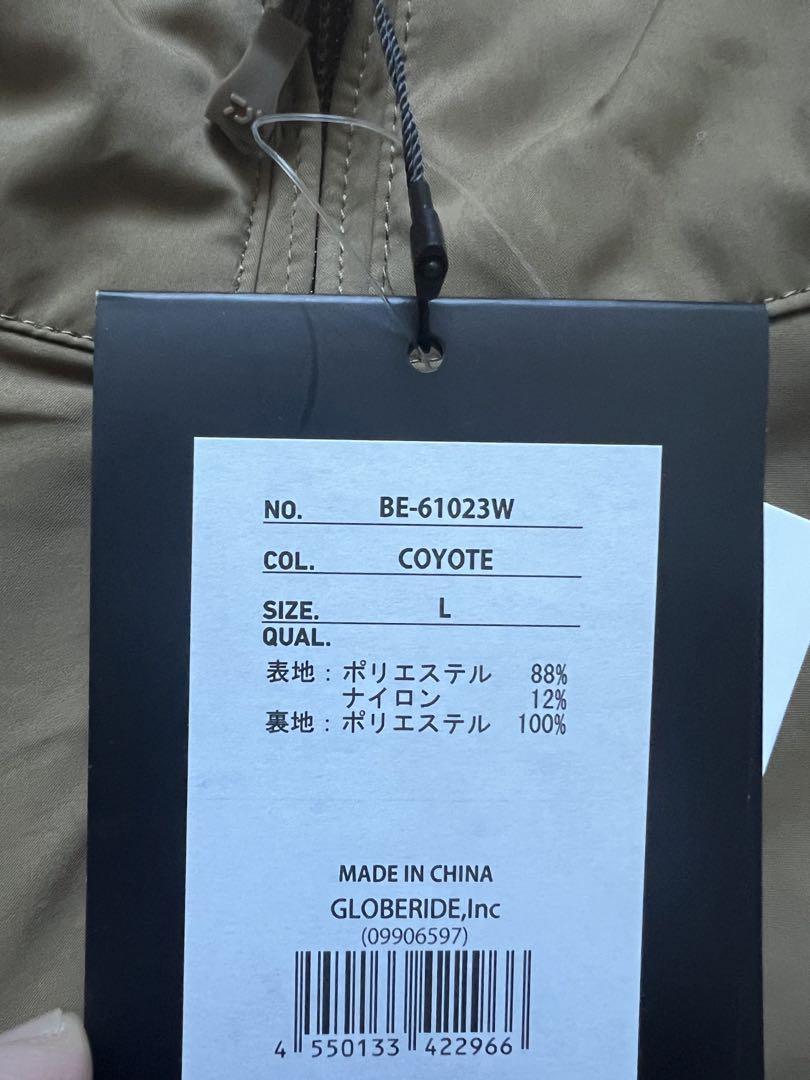 NO. BE-61023W
COL. COYOTE
SIZE. L
QUAL.
表地：ポリエステル 88%
ナイロン 12%
裏地：ポリエステル 100%
MADE IN CHINA
GLOBERIDE,Inc
(09906597)
4 550133 422966